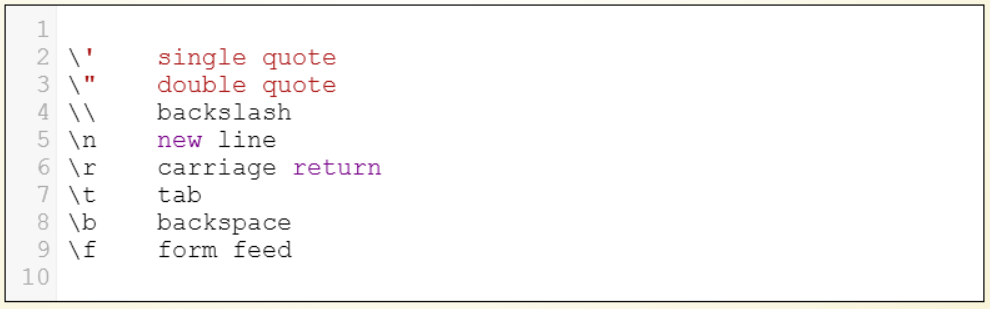 1
2 \' single quote
3 \" double quote
4 \\ backslash
5 \n new line
6 \r carriage return
7 \t tab
8 \b backspace
9 \f form feed
10